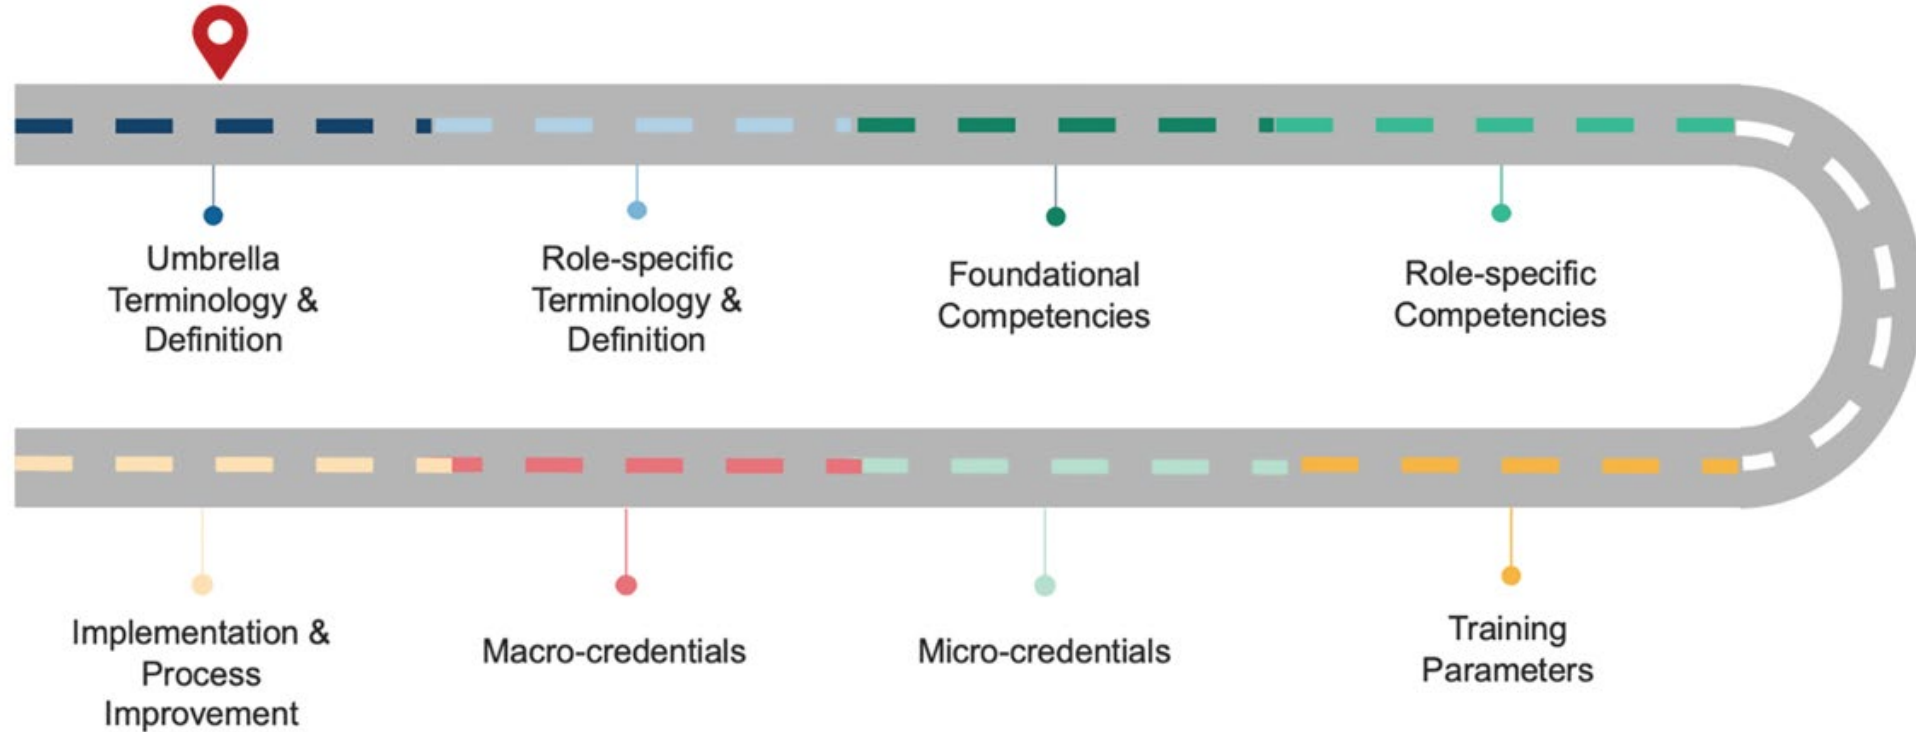 Umbrella
Terminology &
Definition
Role-specific
Terminology &
Definition
Foundational
Competencies
Role-specific
Competencies
Implementation &
Process
Improvement
Macro-credentials
Micro-credentials
Training
Parameters